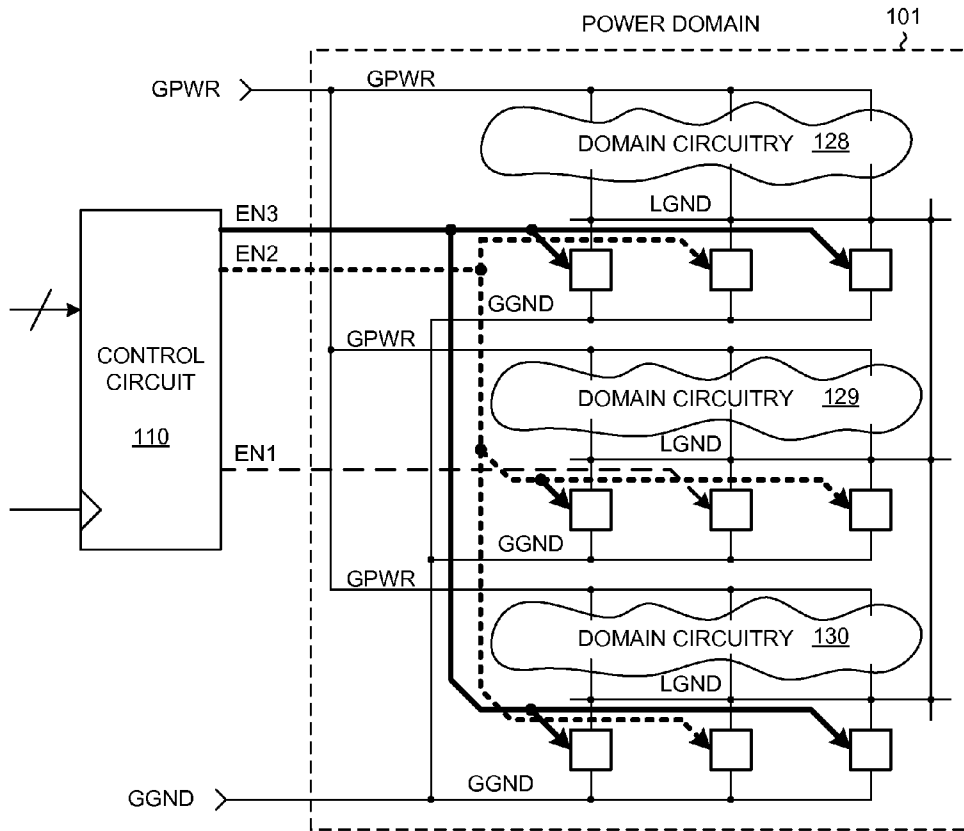 POWER DOMAIN
101
GPWR
GPWR
DOMAIN CIRCUITRY 128
LGND
EN3
EN2
GGND
GPWR
CONTROL
CIRCUIT
110
DOMAIN CIRCUITRY 129
LGND
EN1
GGND
GPWR
DOMAIN CIRCUITRY 130
LGND
GGND
GGND